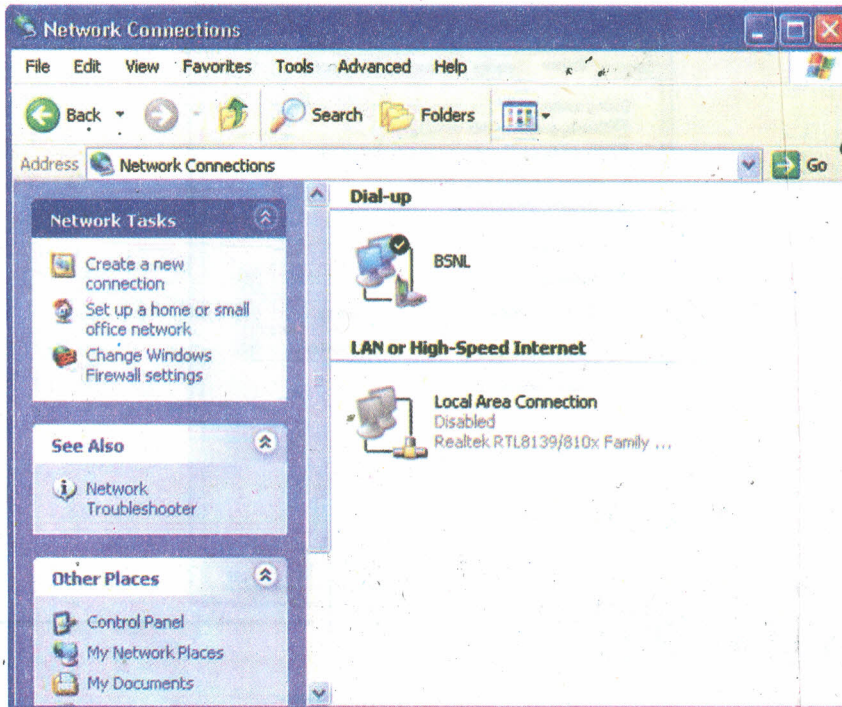 Network Connections
File Edit View Favorites Tools Advanced Help
Back Search Folders
Address Network Connections Go
Network Tasks
Create a new
connection
Set up a home or small
office network
Change Windows
Firewall settings
See Also
Network
Troubleshooter
Other Places
Control Panel
My Network Places
My Documents
Dial-up
BSNL
LAN or High-Speed Internet
Local Area Connection
Disabled
Realtek RTL8139/810x Family ...